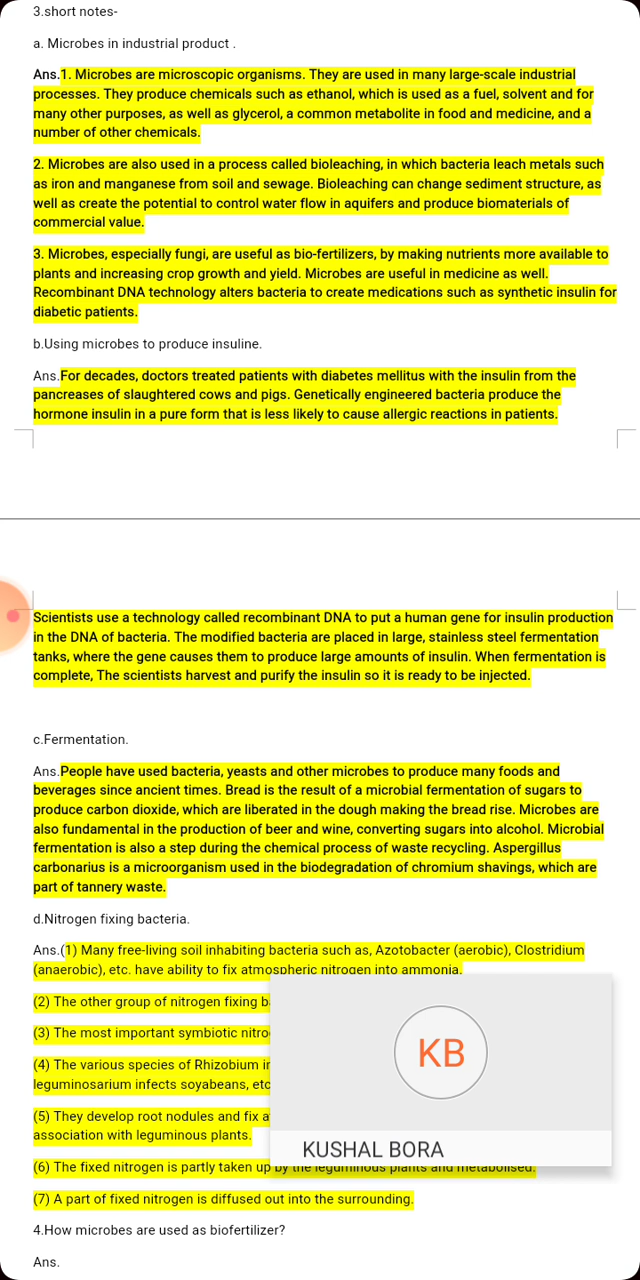 3.short notes-
a. Microbes in industrial product .
Ans.1. Microbes are microscopic organisms. They are used in many large-scale industrial
processes. They produce chemicals such as ethanol, which is used as a fuel, solvent and for
many other purposes, as well as glycerol, a common metabolite in food and medicine, and a
number of other chemicals.
2. Microbes are also used in a process called bioleaching, in which bacteria leach metals such
as iron and manganese from soil and sewage. Bioleaching can change sediment structure, as
well as create the potential to control water flow in aquifers and produce biomaterials of
commercial value.
3. Microbes, especially fungi, are useful as bio-fertilizers, by making nutrients more available to
plants and increasing crop growth and yield. Microbes are useful in medicine as well.
Recombinant DNA technology alters bacteria to create medications such as synthetic insulin for
diabetic patients.
b.Using microbes to produce insuline.
Ans.For decades, doctors treated patients with diabetes mellitus with the insulin from the
pancreases of slaughtered cows and pigs. Genetically engineered bacteria produce the
hormone insulin in a pure form that is less likely to cause allergic reactions in patients.
Scientists use a technology called recombinant DNA to put a human gene for insulin production
in the DNA of bacteria. The modified bacteria are placed in large, stainless steel fermentation
tanks, where the gene causes them to produce large amounts of insulin. When fermentation is
complete, The scientists harvest and purify the insulin so it is ready to be injected.
c.Fermentation.
Ans.People have used bacteria, yeasts and other microbes to produce many foods and
beverages since ancient times. Bread is the result of a microbial fermentation of sugars to
produce carbon dioxide, which are liberated in the dough making the bread rise. Microbes are
also fundamental in the production of beer and wine, converting sugars into alcohol. Microbial
fermentation is also a step during the chemical process of waste recycling. Aspergillus
carbonarius is a microorganism used in the biodegradation of chromium shavings, which are
part of tannery waste.
d.Nitrogen fixing bacteria.
Ans.(1) Many free-living soil inhabiting bacteria such as, Azotobacter (aerobic), Clostridium
(anaerobic), etc. have ability to fix atmospheric nitrogen into ammonia.
(2) The other group of nitrogen fixing
(3) The most important symbiotic
(4) The various species of Rhizobium
leguminosarium infects soyabeans, etc
(5) They develop root nodules and fix
association with leguminous plants.
(6) The fixed nitrogen is partly taken up by the leguminous plants and metabolised.
(7) A part of fixed nitrogen is diffused out into the surrounding.
KB
KUSHAL BORA
4.How microbes are used as biofertilizer?
Ans.